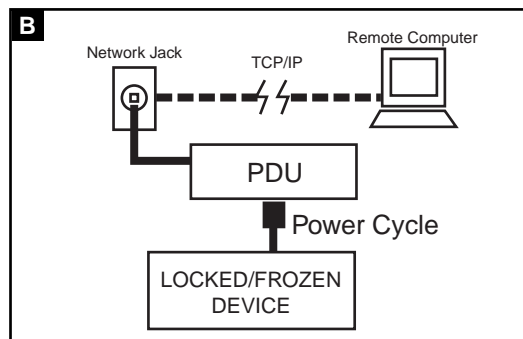 B
Network Jack
TCP/IP
Remote Computer
PDU
Power Cycle
LOCKED/FROZEN
DEVICE